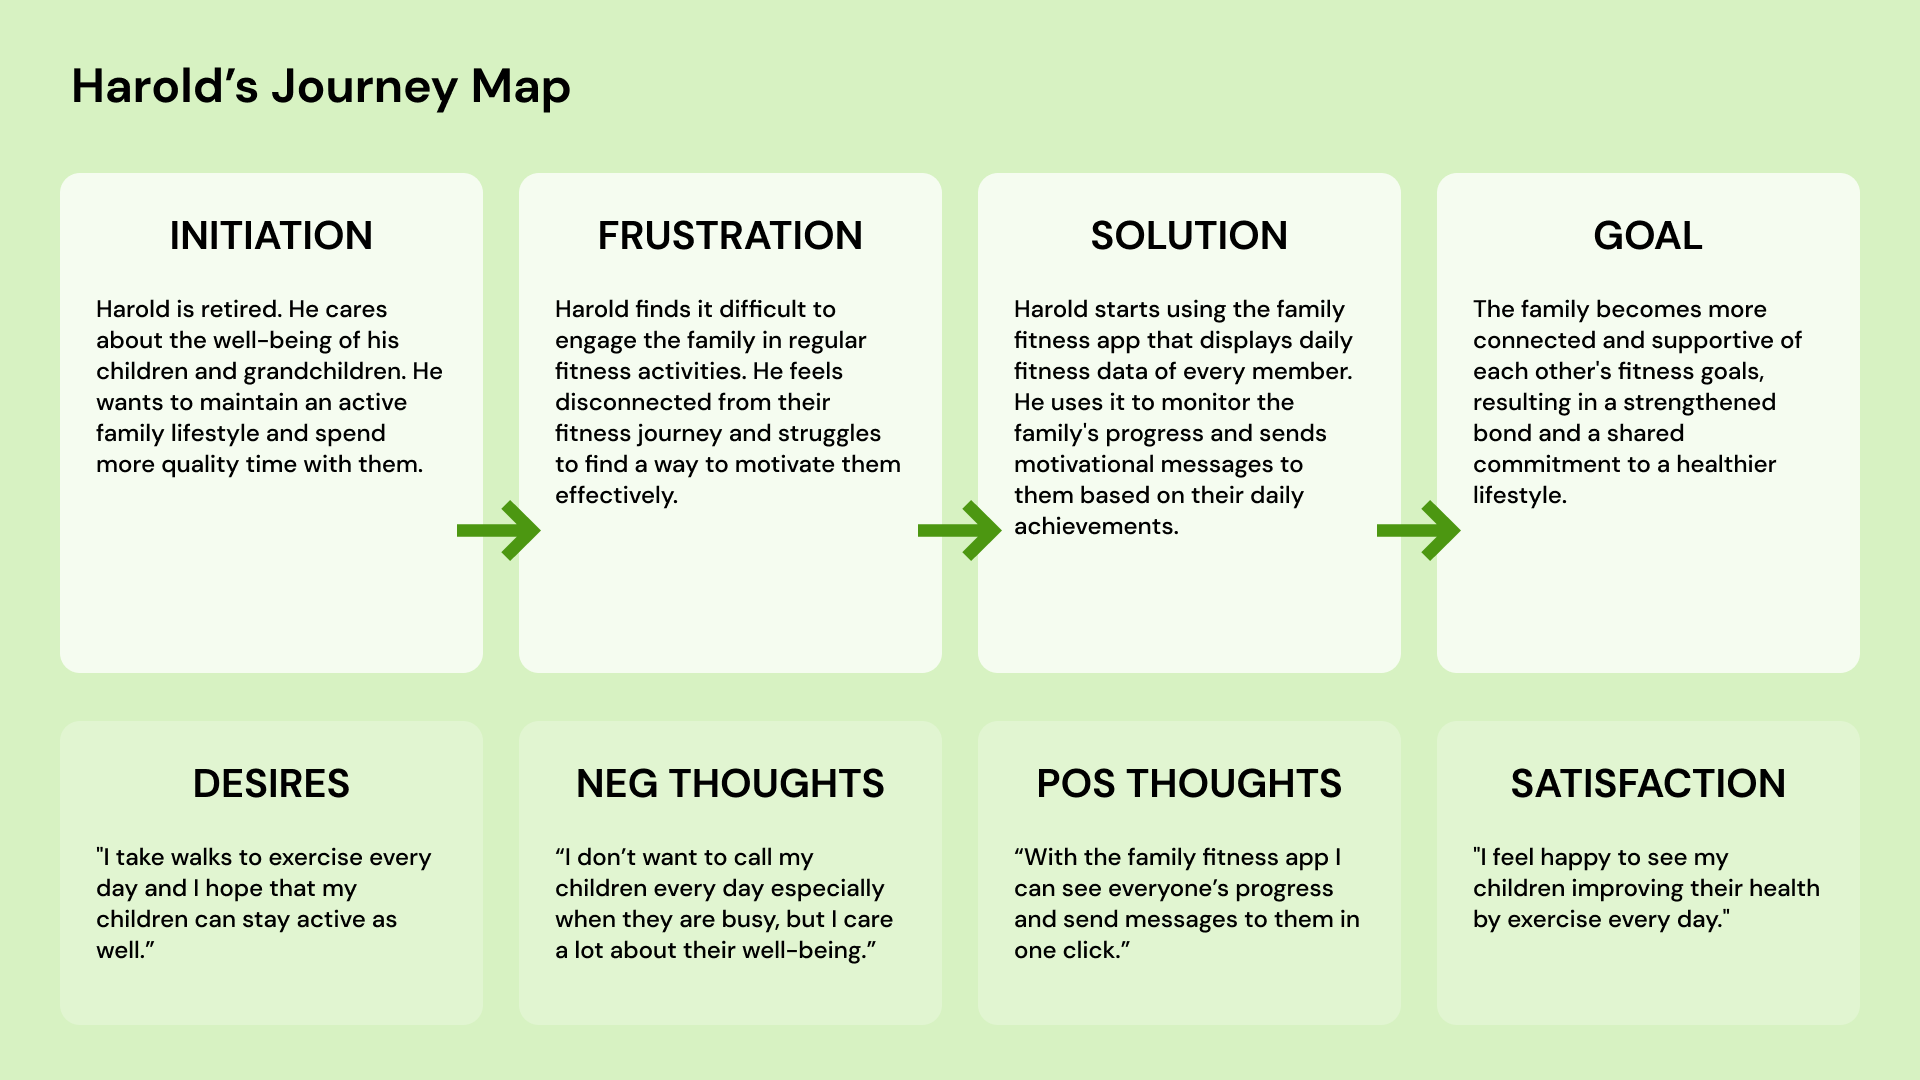 Harold’s Journey Map
INITIATION
Harold is retired. He cares
about the well-being of his
children and grandchildren. He
wants to maintain an active
family lifestyle and spend
more quality time with them.
FRUSTRATION
Harold finds it difficult to
engage the family in regular
fitness activities. He feels
disconnected from their
fitness journey and struggles
to find a way to motivate them
effectively.
SOLUTION
Harold starts using the family
fitness app that displays daily
fitness data of every member.
He uses it to monitor the
family's progress and sends
motivational messages to
them based on their daily
achievements.
GOAL
The family becomes more
connected and supportive of
each other's fitness goals,
resulting in a strengthened
bond and a shared
commitment to a healthier
lifestyle.
DESIRES
"I take walks to exercise every
day and I hope that my
children can stay active as
well.”
NEG THOUGHTS
“I don’t want to call my
children every day especially
when they are busy, but I care
a lot about their well-being.”
POS THOUGHTS
“With the family fitness app I
can see everyone’s progress
and send messages to them in
one click.”
SATISFACTION
"I feel happy to see my
children improving their health
by exercise every day."